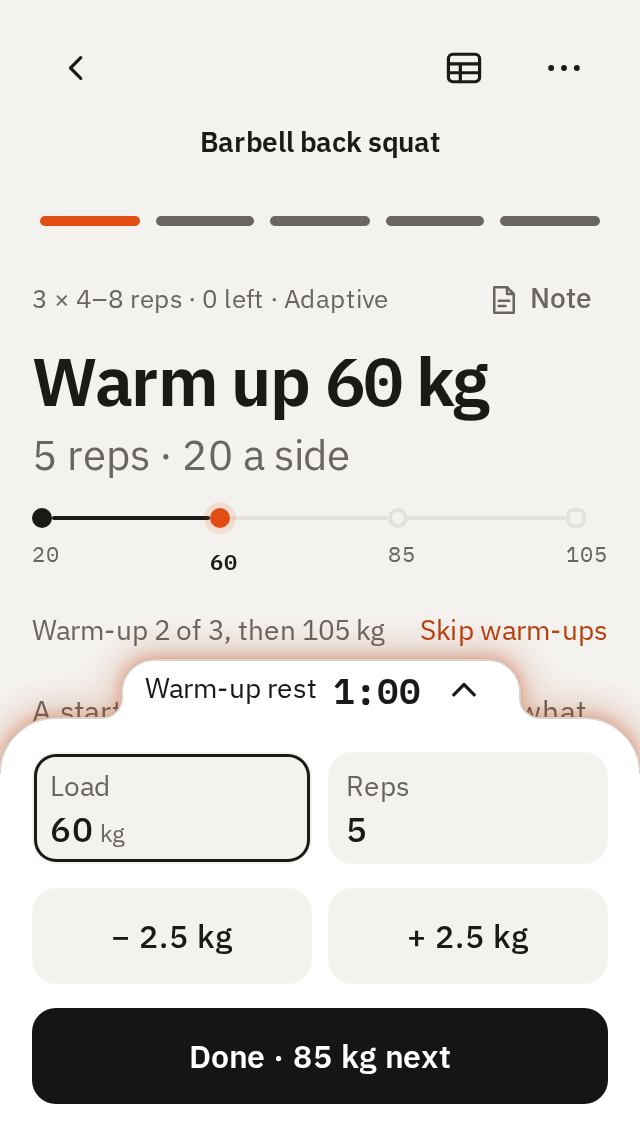 Barbell back squat
3 × 4–8 reps · 0 left · Adaptive
Note
Warm up 60 kg
5 reps · 20 a side
20 60 85 105
Warm-up 2 of 3, then 105 kg
Skip warm-ups
A start
what
Warm-up rest 1:00
Load
60 kg
Reps
5
− 2.5 kg
+ 2.5 kg
Done · 85 kg next